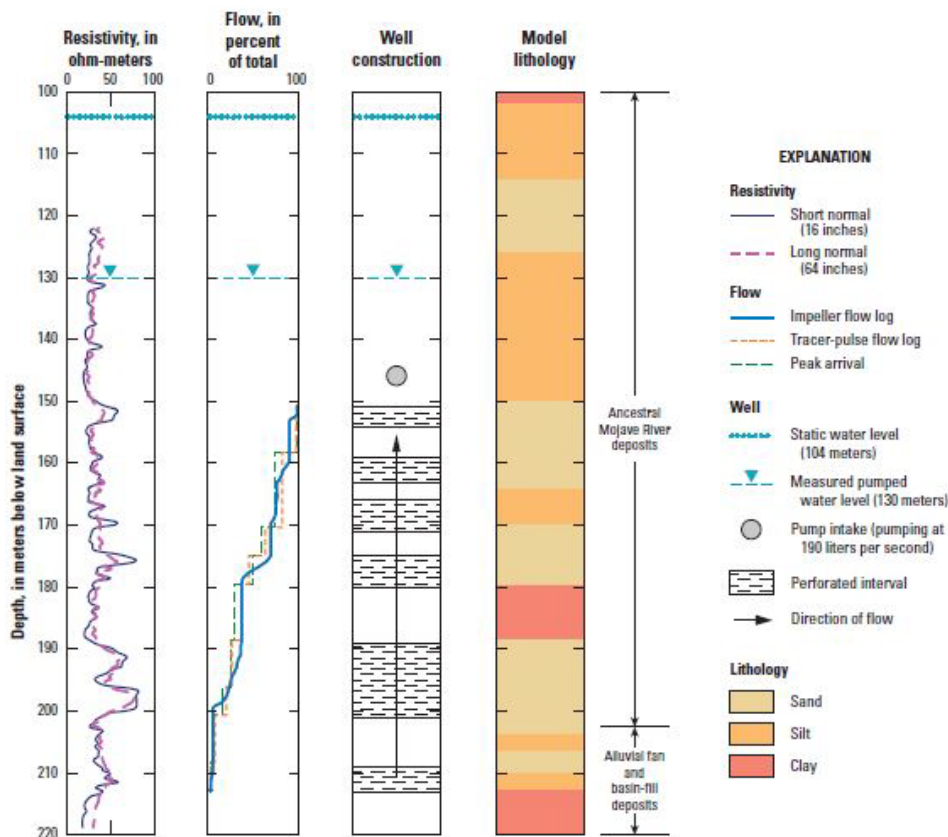 Resistivity, in
ohm-meters
0 50 100
Flow, in
percent
of total
0 100
Well
construction
Model
lithology
Depth, in meters below land surface
100
110
120
130
140
150
160
170
180
190
200
210
220
Ancestral
Mojave River
deposits
Alluvial fan
and
basin-fill
deposits
EXPLANATION
Resistivity
Short normal
(16 inches)
Long normal
(64 inches)
Flow
Impeller flow log
Tracer-pulse flow log
Peak arrival
Well
Static water level
(104 meters)
Measured pumped
water level (130 meters)
Pump intake (pumping at
190 liters per second)
Perforated interval
Direction of flow
Lithology
Sand
Silt
Clay